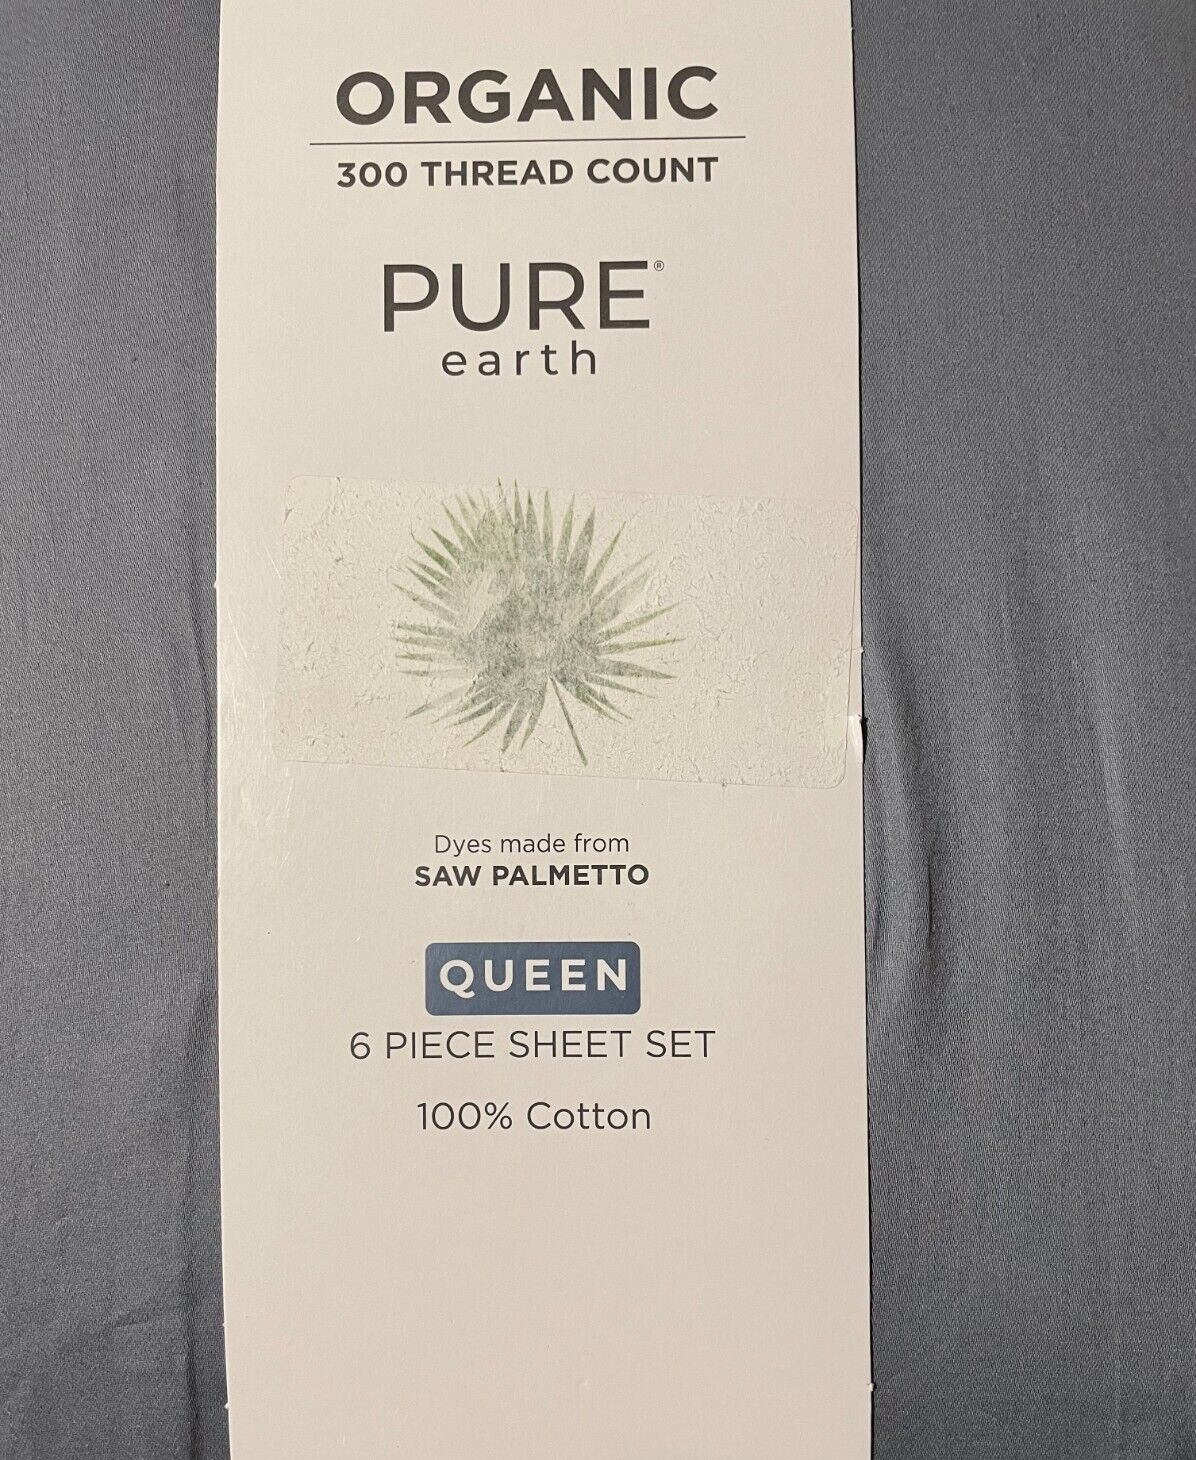 ORGANIC
300 THREAD COUNT
PURE®
earth
Dyes made from
SAW PALMETTO
QUEEN
6 PIECE SHEET SET
100% Cotton